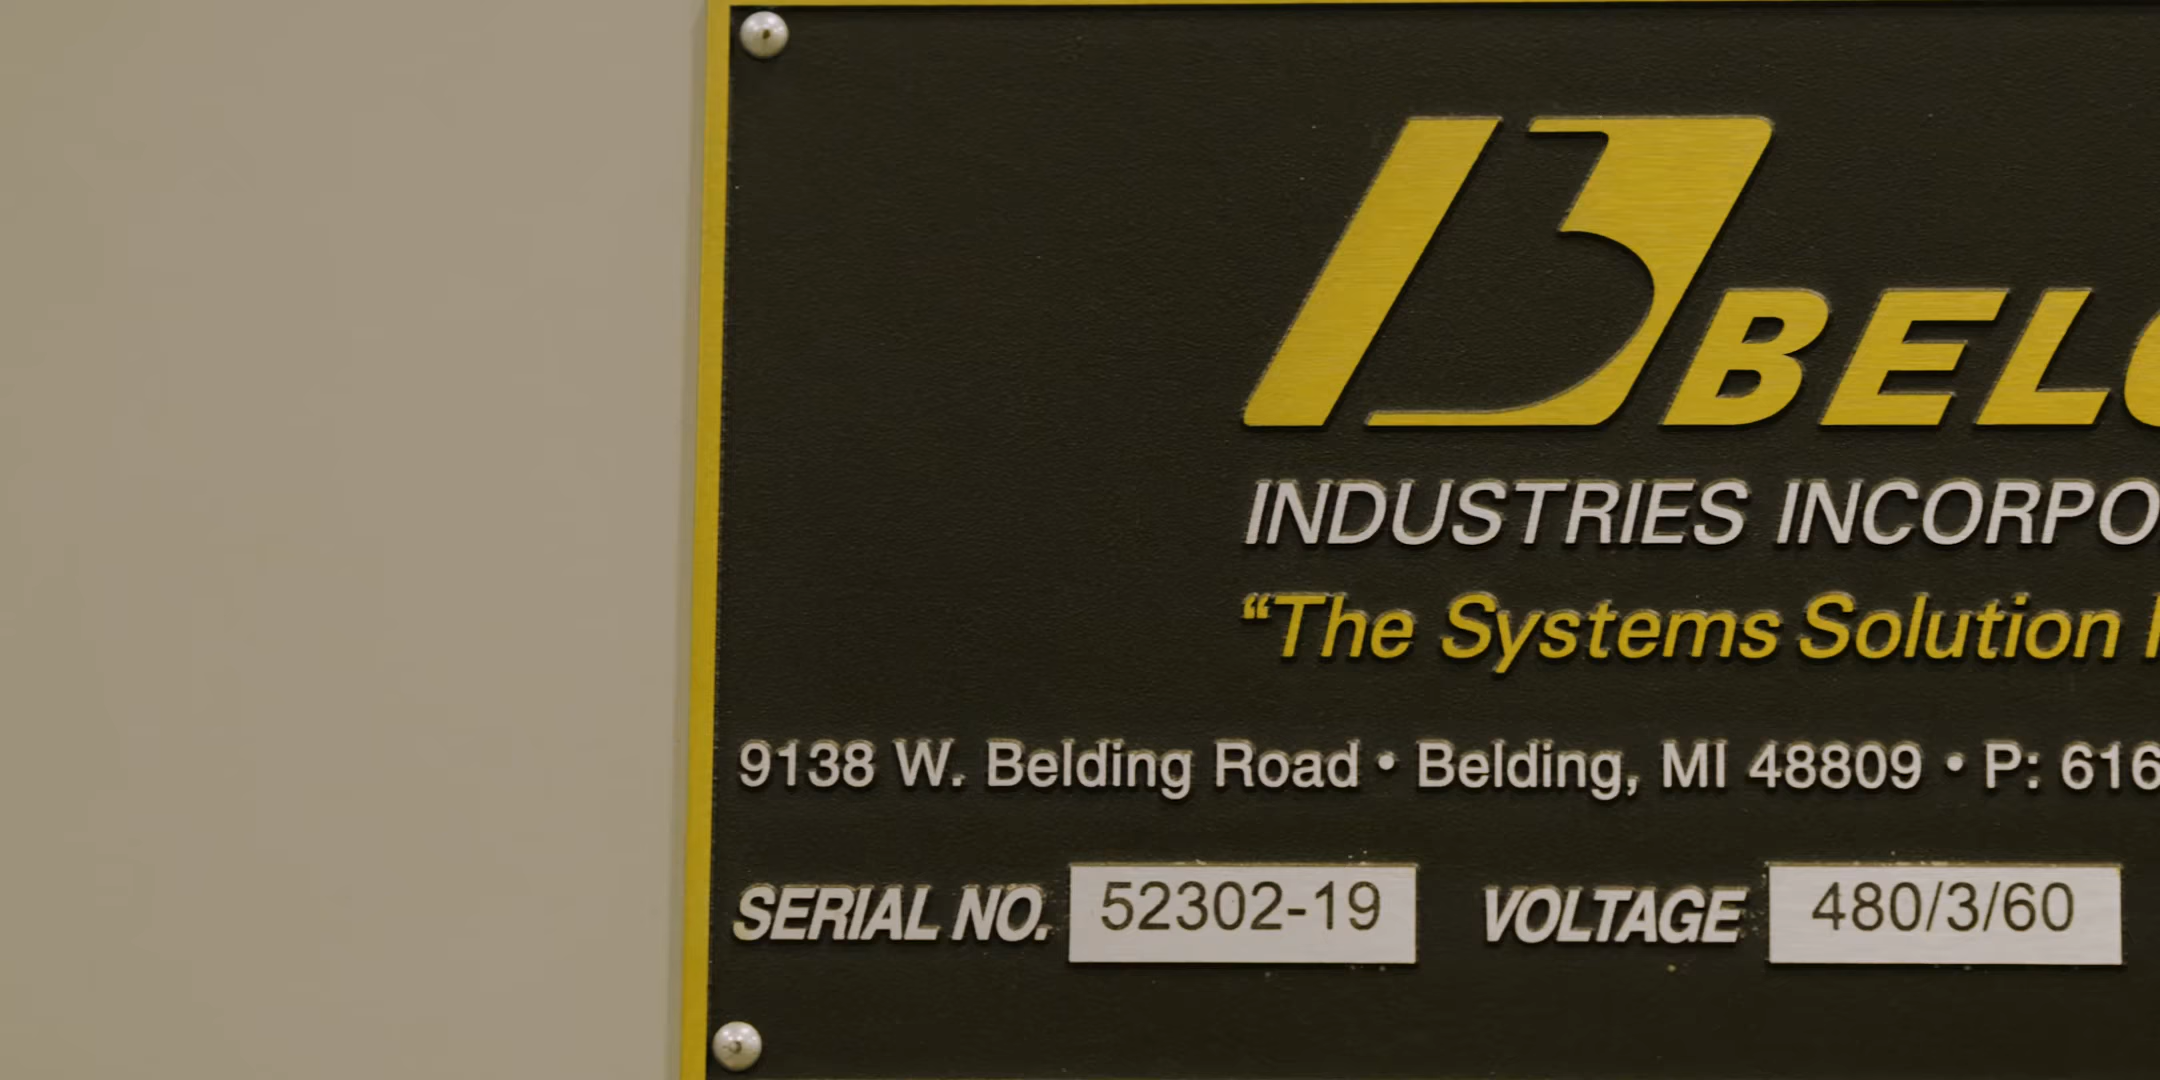 BEL
INDUSTRIES INCORPO
“The Systems Solution
9138 W. Belding Road • Belding, MI 48809 • P: 616
SERIAL NO. 52302-19 VOLTAGE 480/3/60